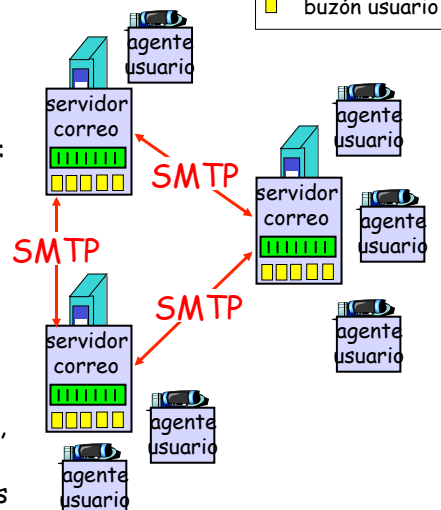 buzón usuario
agente
usuario
servidor
correo
:
SMTP
agente
usuario
servidor
correo
agente
usuario
SMTP
SMTP
agente
usuario
servidor
correo
agente
usuario
,
agente
usuario
s